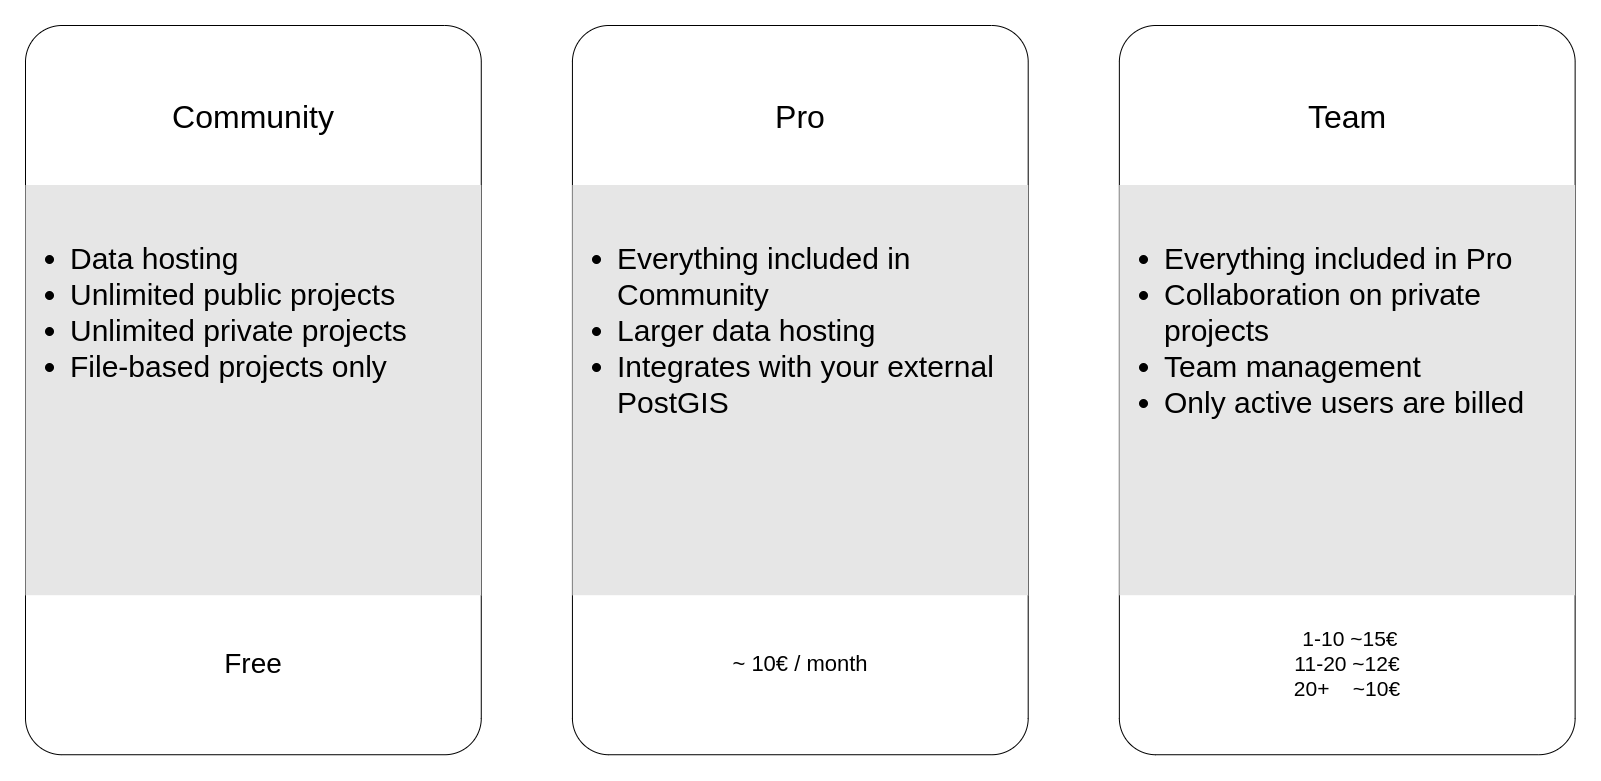 Community
• Data hosting
• Unlimited public projects
• Unlimited private projects
• File-based projects only
Free
Pro
• Everything included in
Community
• Larger data hosting
• Integrates with your external
PostGIS
~ 10€ / month
Team
• Everything included in Pro
• Collaboration on private
projects
• Team management
• Only active users are billed
1-10 ~15€
11-20 ~12€
20+ ~10€